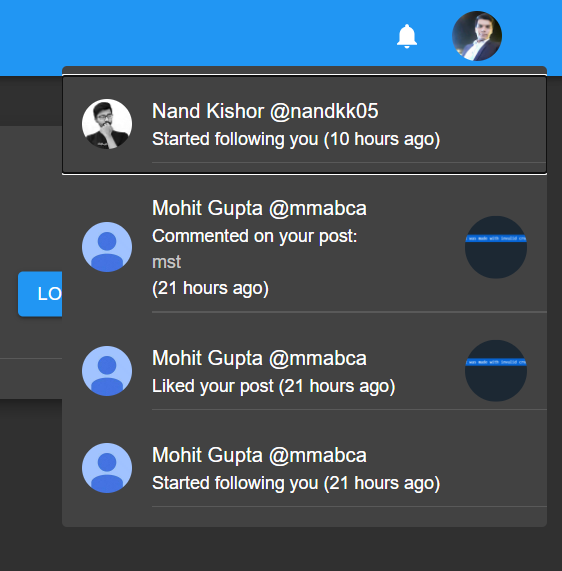 Nand Kishor @nandkk05
Started following you (10 hours ago)
Mohit Gupta @mmabca
Commented on your post:
mst
(21 hours ago)
LO
Mohit Gupta @mmabca
Liked your post (21 hours ago)
Mohit Gupta @mmabca
Started following you (21 hours ago)